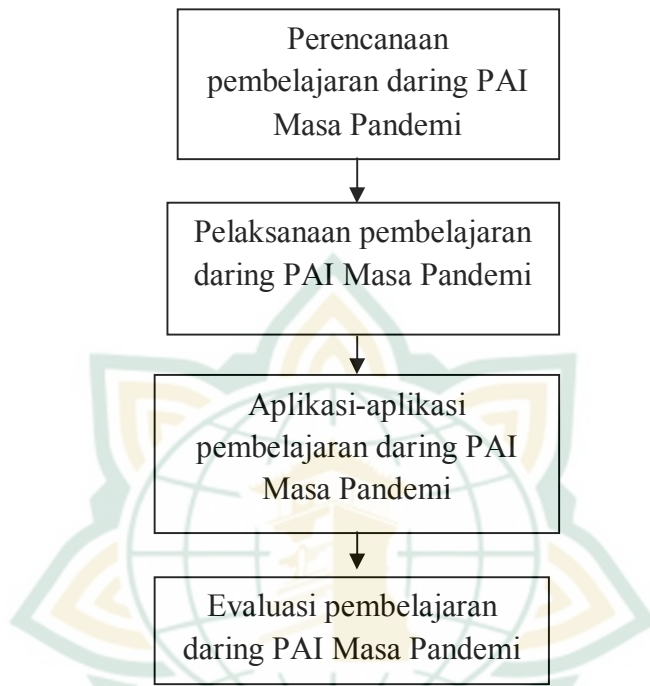 Perencanaan
pembelajaran daring PAI
Masa Pandemi
Pelaksanaan pembelajaran
daring PAI Masa Pandemi
Aplikasi-aplikasi
pembelajaran daring PAI
Masa Pandemi
Evaluasi pembelajaran
daring PAI Masa Pandemi